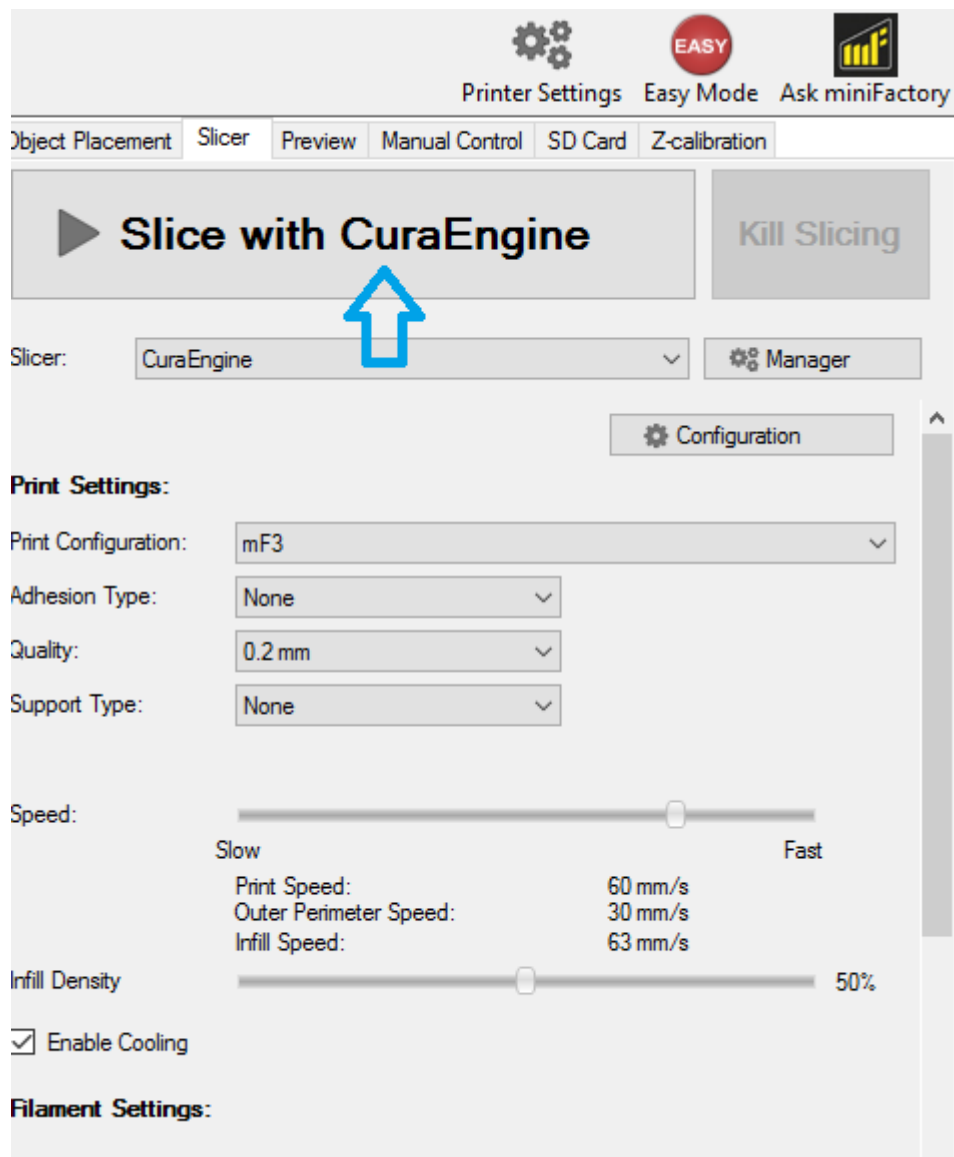 EASY
mF
Printer Settings Easy Mode Ask miniFactory
Object Placement Slicer Preview Manual Control SD Card Z-calibration
Slice with CuraEngine Kill Slicing
Slicer: CuraEngine Manager
Configuration
Print Settings:
Print Configuration: mF3
Adhesion Type: None
Quality: 0.2 mm
Support Type: None
Speed:
Slow Fast
Print Speed: 60 mm/s
Outer Perimeter Speed: 30 mm/s
Infill Speed: 63 mm/s
Infill Density 50%
Enable Cooling
Filament Settings: